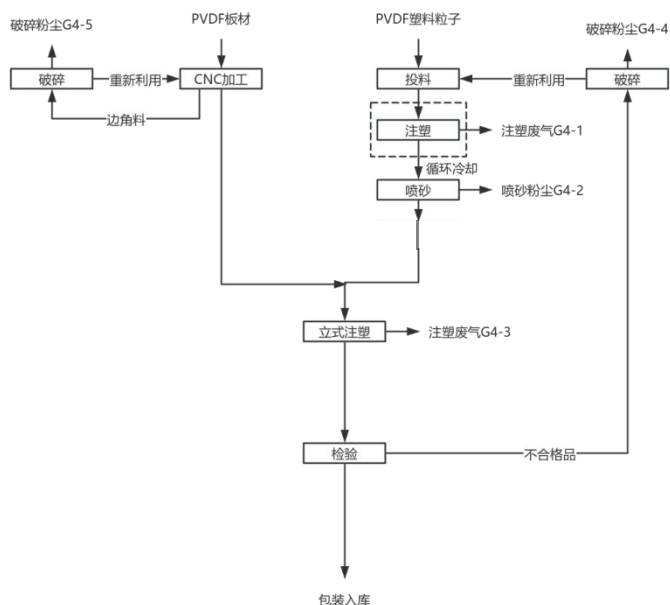 破碎粉尘G4-5
PVDF板材
PVDF塑料粒子
破碎粉尘G4-4
破碎
重新利用
CNC加工
投料
重新利用
破碎
边角料
注塑
注塑废气G4-1
循环冷却
喷砂
喷砂粉尘G4-2
立式注塑
注塑废气G4-3
检验
不合格品
包装入库